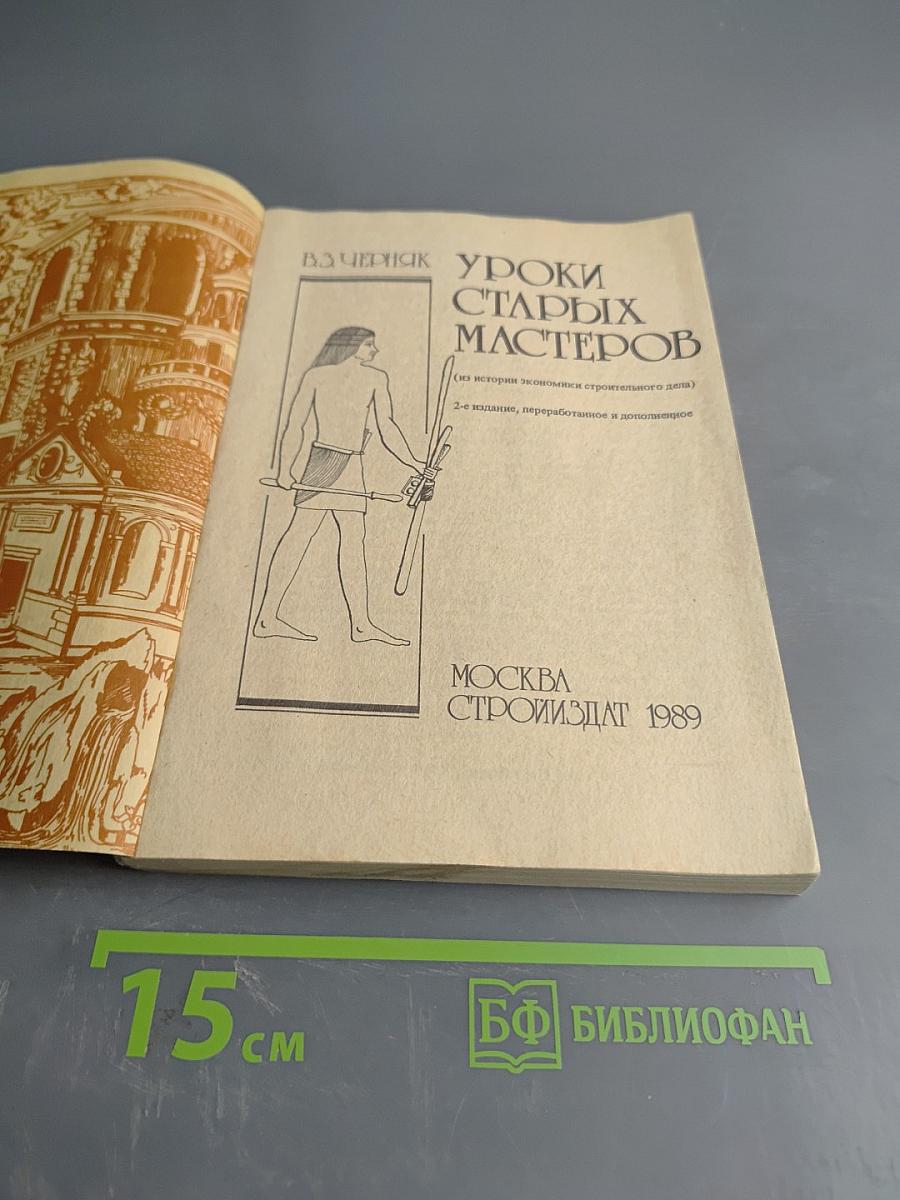 В.З. ЧЕРНЯК
УРОКИ
СТАРЫХ
МАСТЕРОВ
(из истории экономики строительного дела)
2-е издание, переработанное и дополненное
МОСКВА
СТРОЙИЗДАТ 1989
15 см
БФ БИБЛИОФАН